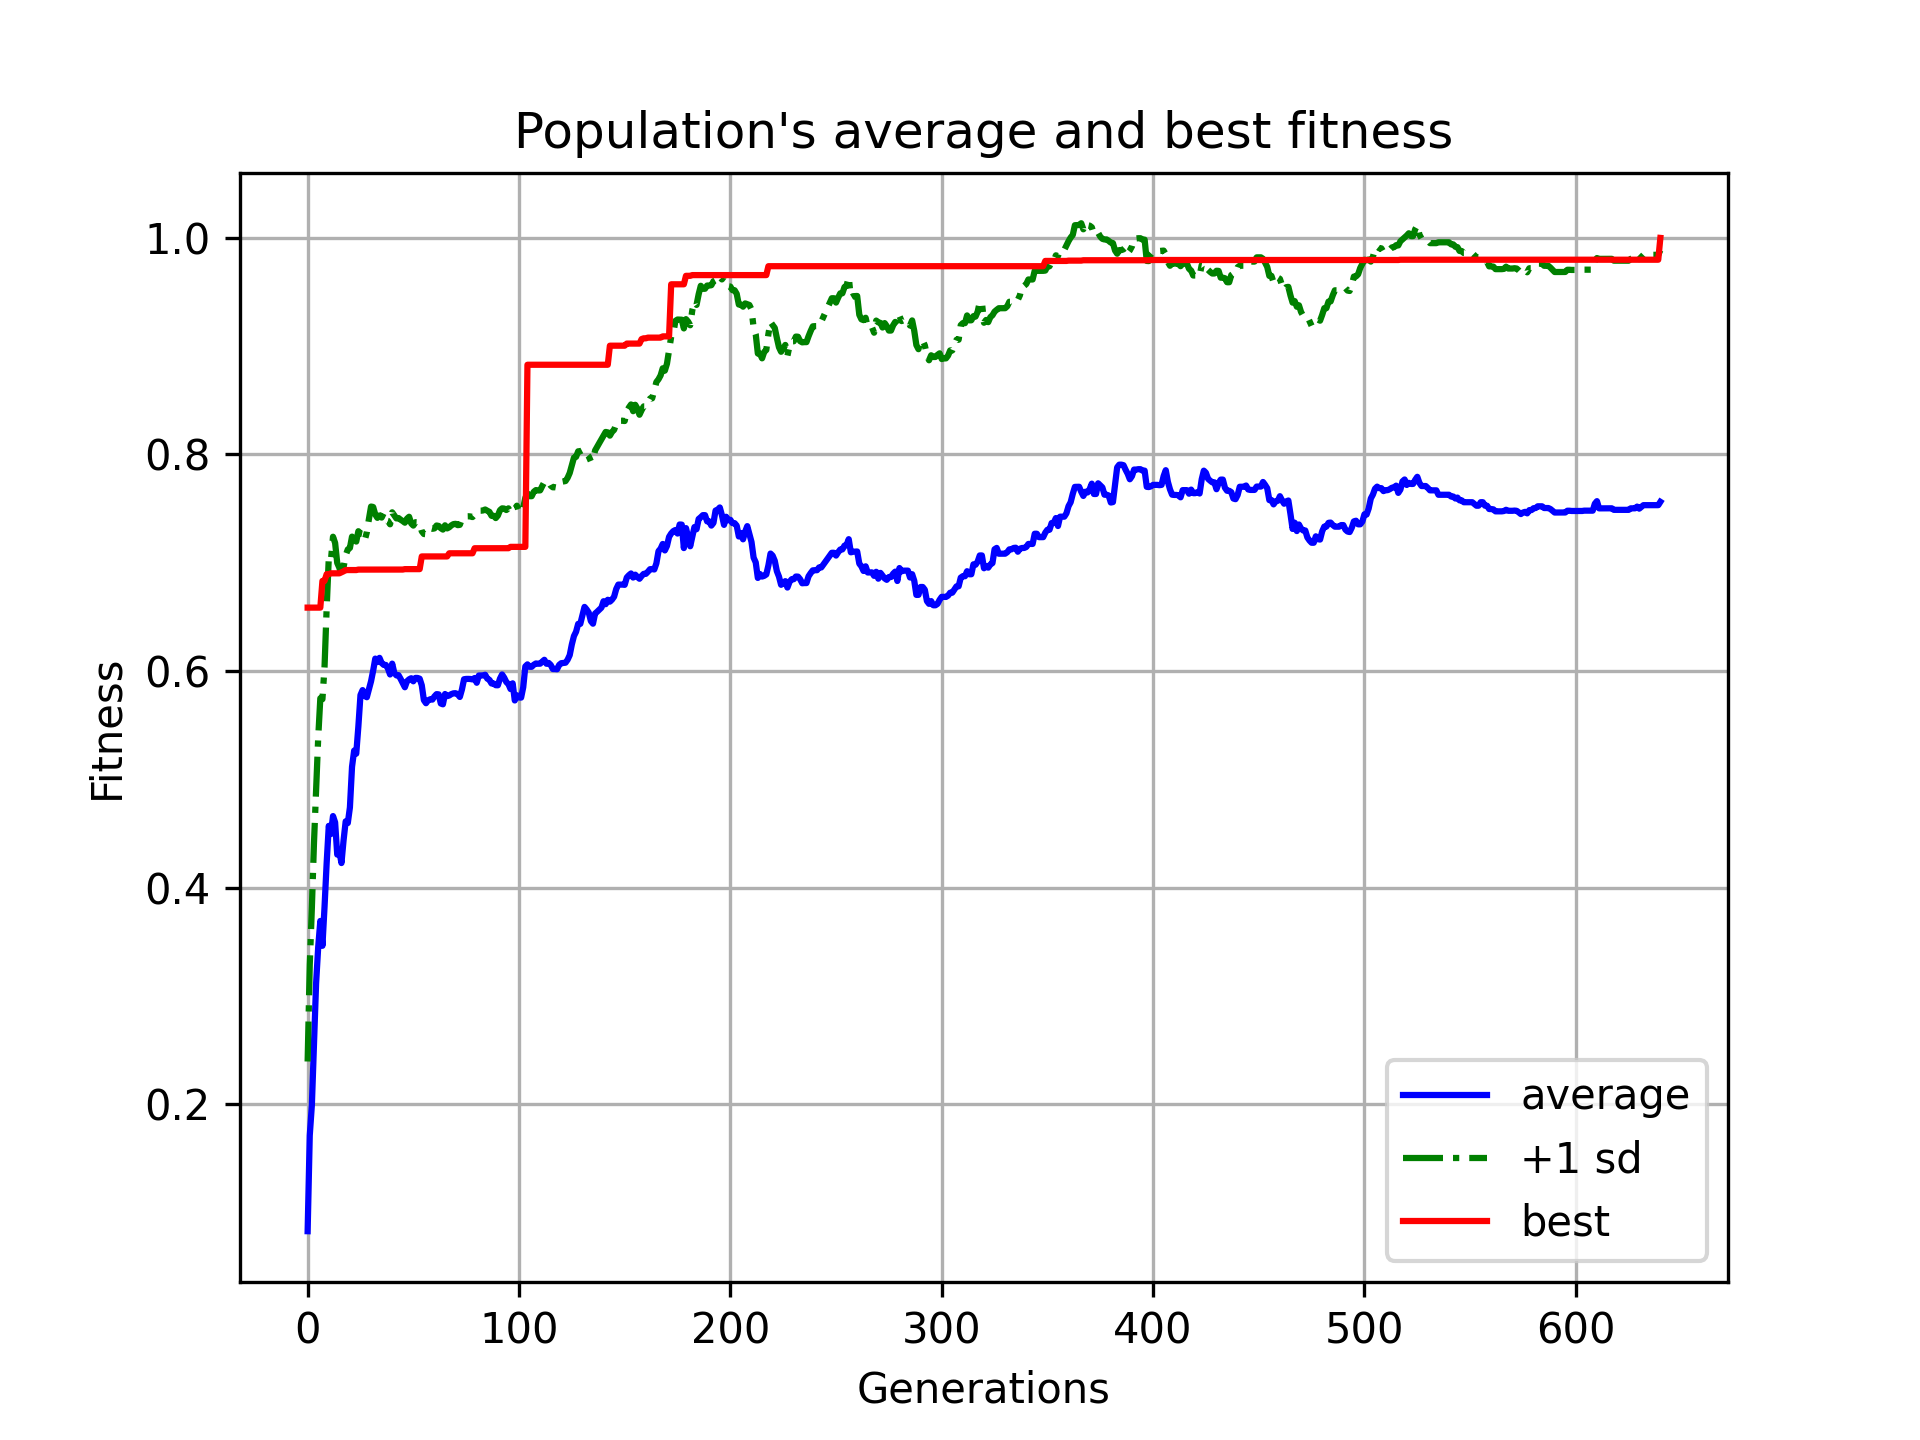 Population's average and best fitness
1.0
0.8
0.6
0.4
0.2
Fitness
0 100 200 300 400 500 600
Generations
average
+1 sd
best